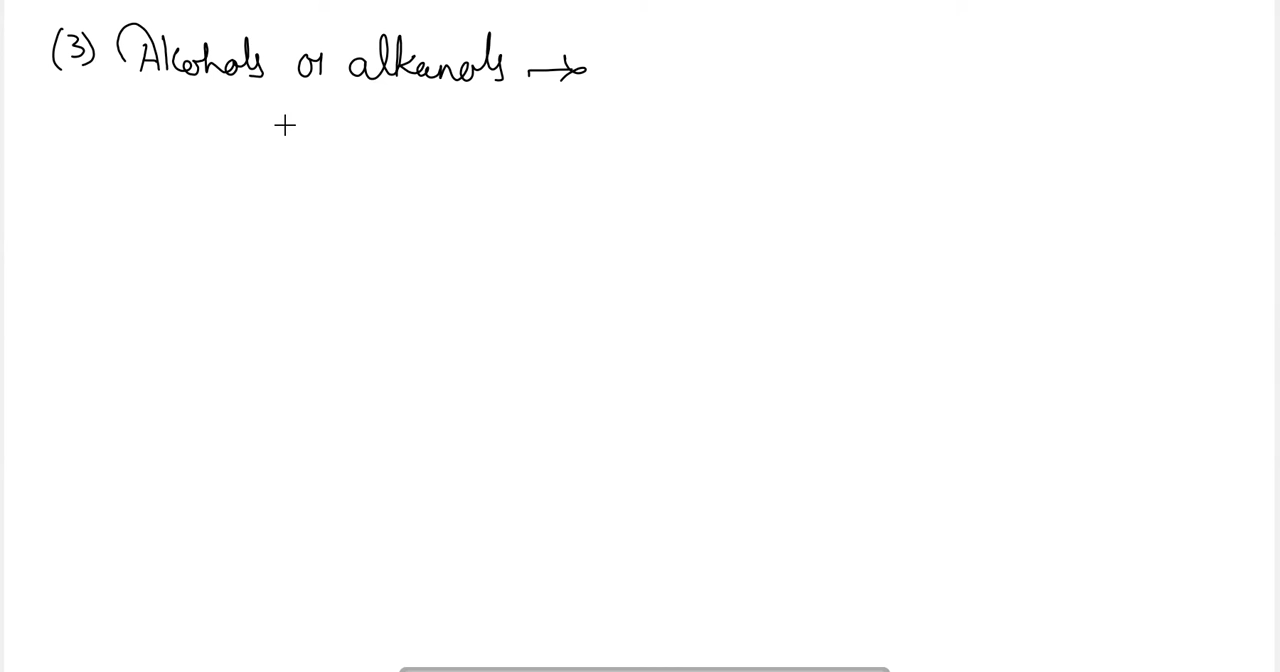 (3) Alcohols or alkanols →